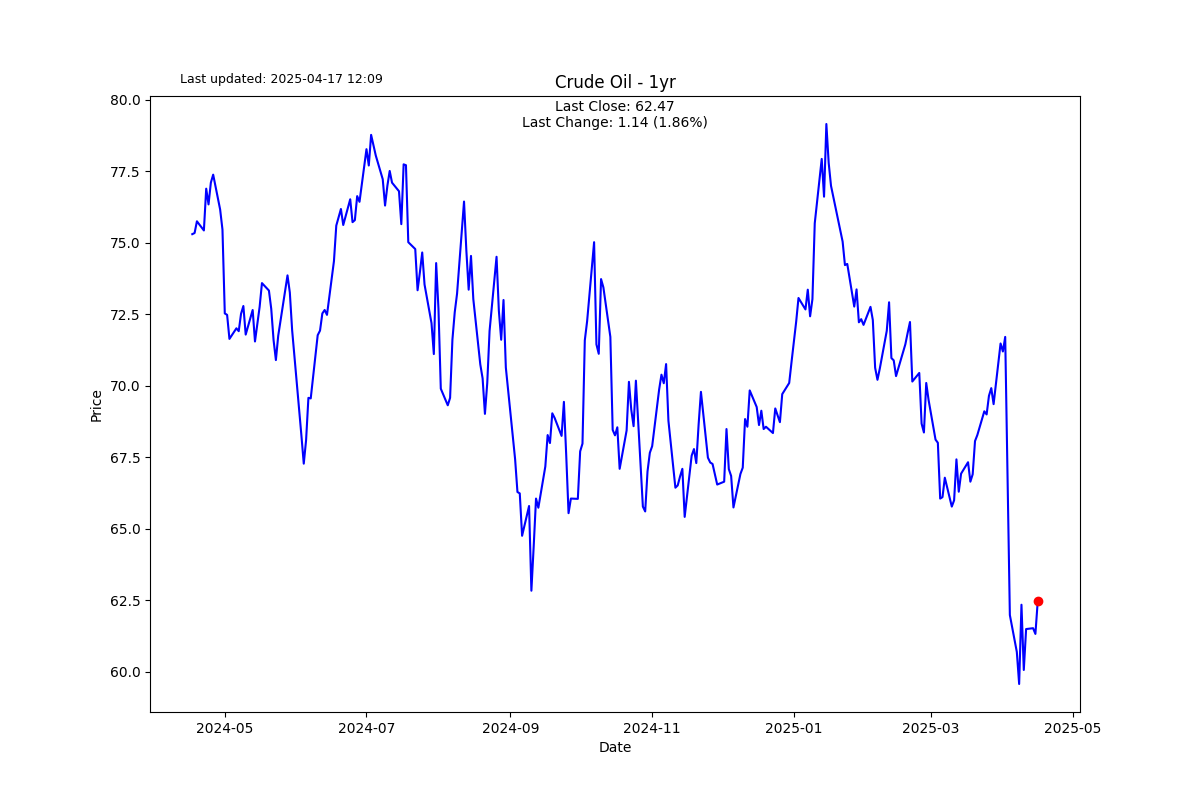 Last updated: 2025-04-17 12:09
Crude Oil - 1yr
Last Close: 62.47
Last Change: 1.14 (1.86%)
Price
80.0
77.5
75.0
72.5
70.0
67.5
65.0
62.5
60.0
2024-05
2024-07
2024-09
2024-11
2025-01
2025-03
2025-05
Date